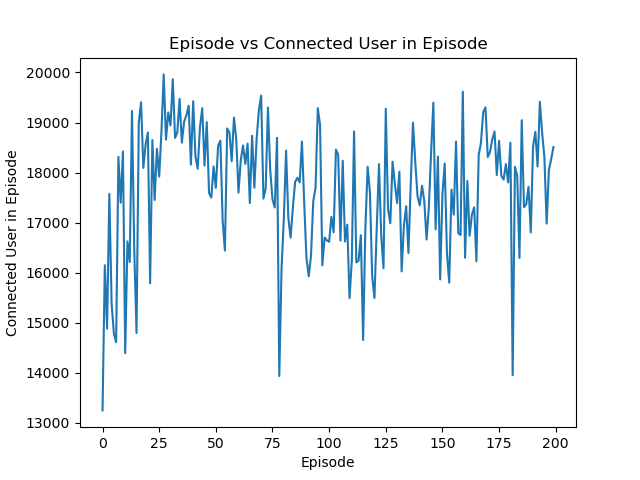 Episode vs Connected User in Episode
Connected User in Episode
20000
19000
18000
17000
16000
15000
14000
13000
0 25 50 75 100 125 150 175 200
Episode